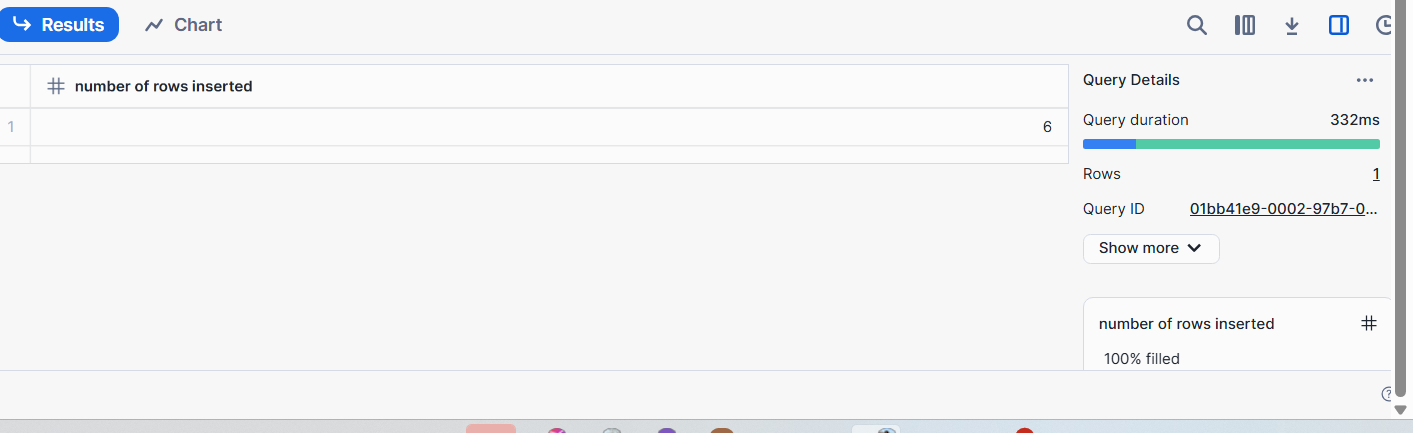 Results
Chart
number of rows inserted
1
6
Query Details
...
Query duration
332ms
Rows
1
Query ID
01bb41e9-0002-97b7-0...
Show more
number of rows inserted
100% filled